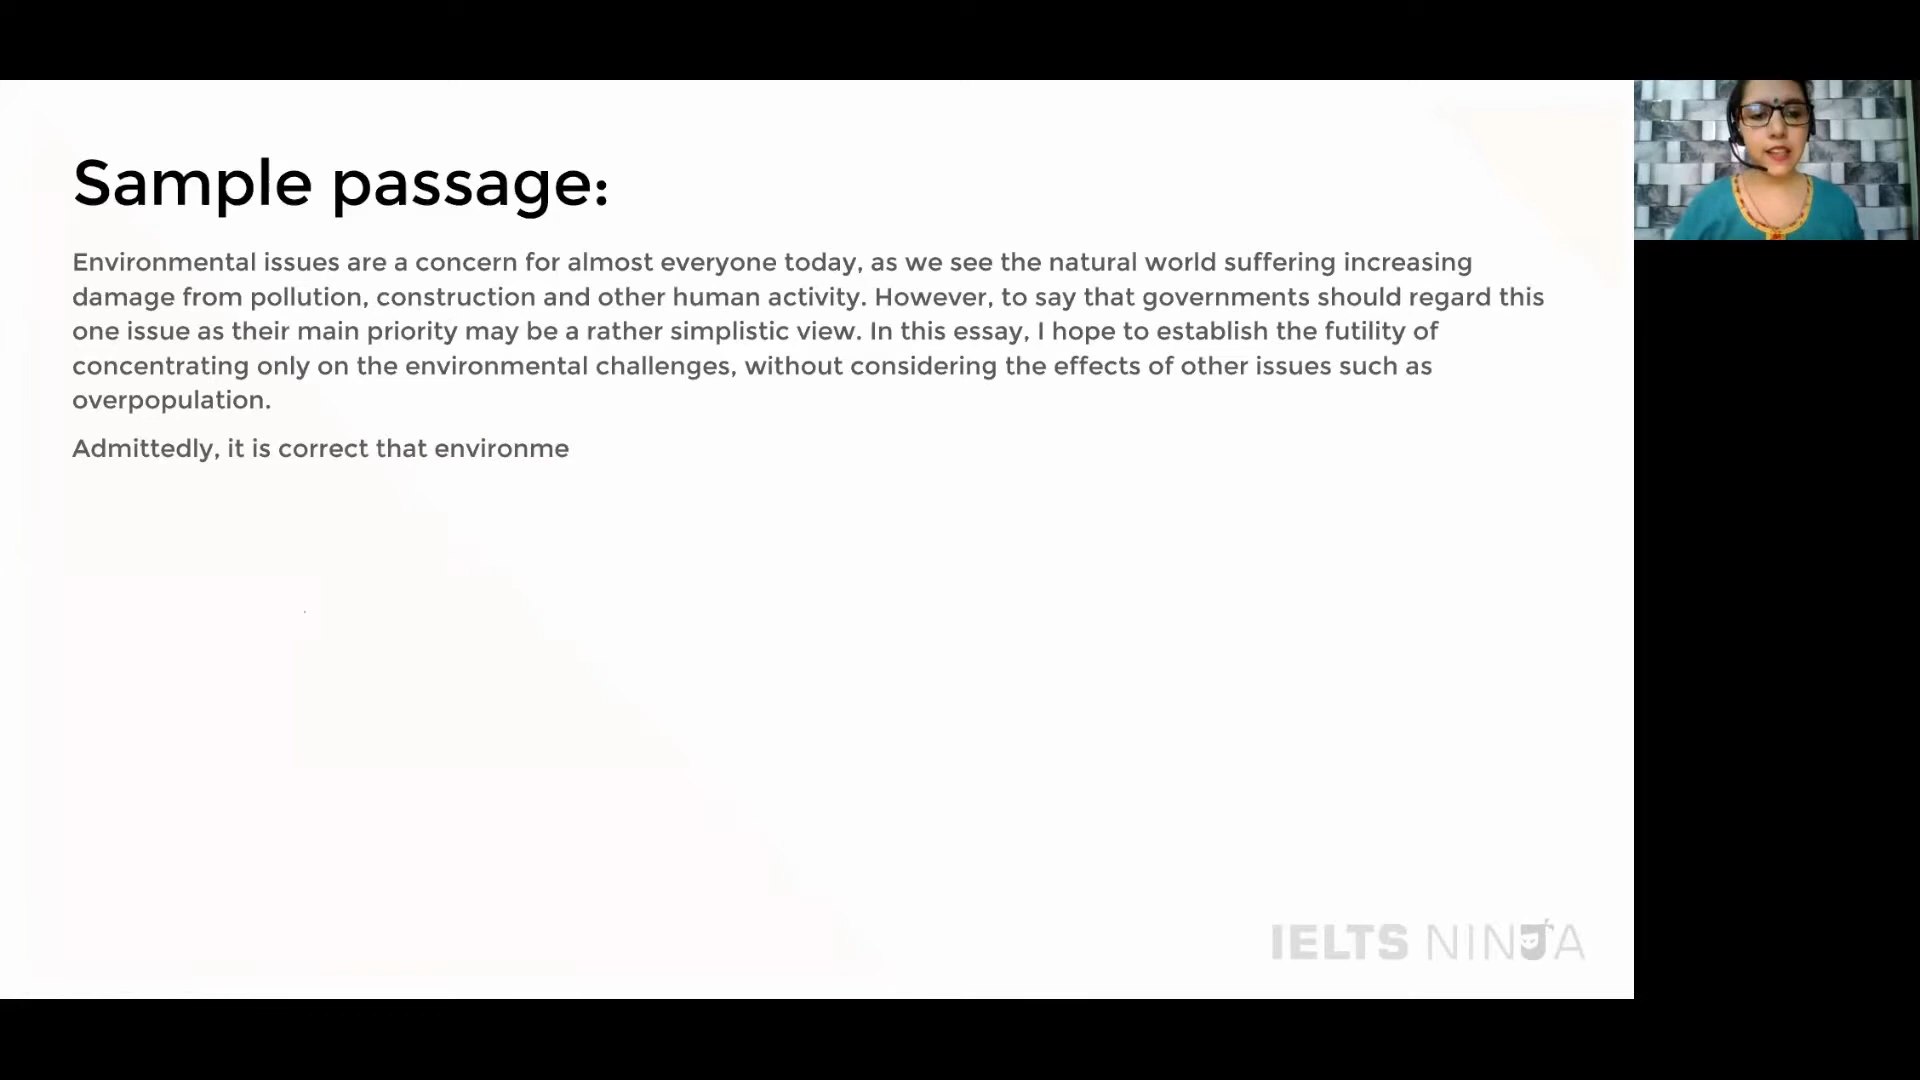 Sample passage:
Environmental issues are a concern for almost everyone today, as we see the natural world suffering increasing
damage from pollution, construction and other human activity. However, to say that governments should regard this
one issue as their main priority may be a rather simplistic view. In this essay, I hope to establish the futility of
concentrating only on the environmental challenges, without considering the effects of other issues such as
overpopulation.
Admittedly, it is correct that environme
IELTS NINJA